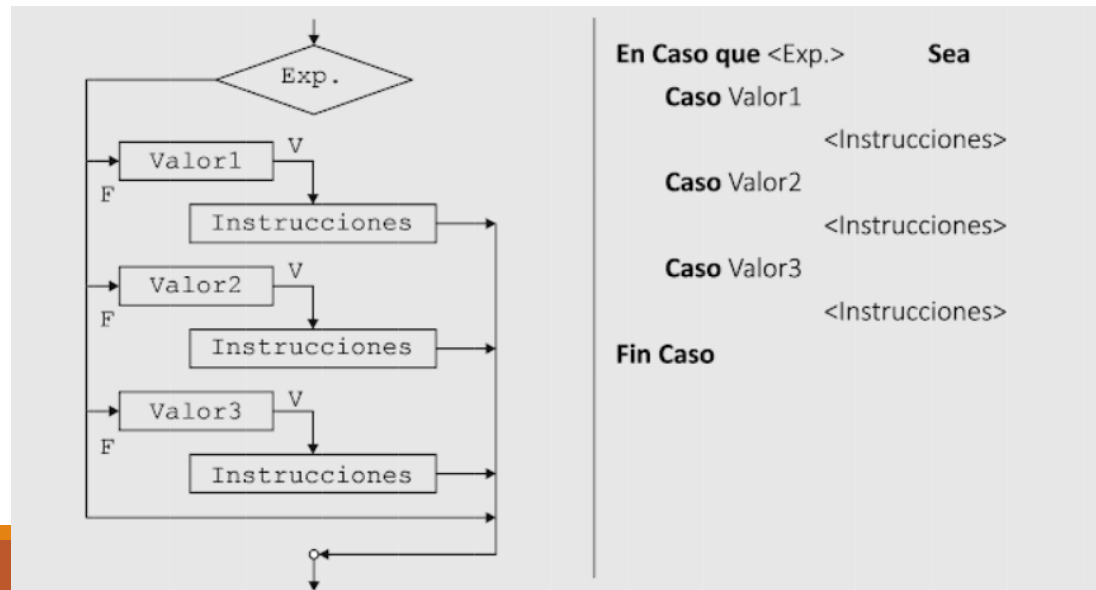 Exp.
Valor1
V
F
Instrucciones
Valor2
V
F
Instrucciones
Valor3
V
F
Instrucciones
En Caso que <Exp.> Sea
Caso Valor1
<Instrucciones>
Caso Valor2
<Instrucciones>
Caso Valor3
<Instrucciones>
Fin Caso